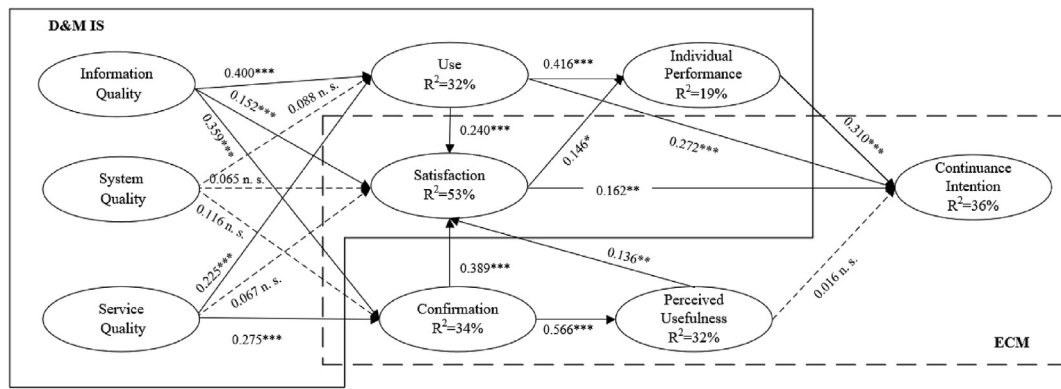 D&M IS
Information
Quality
System
Quality
Service
Quality
Use
R²=32%
Satisfaction
R²=53%
Confirmation
R²=34%
Individual
Performance
R²=19%
Perceived
Usefulness
R²=32%
Continuance
Intention
R²=36%
0.400***
0.152***
0.359***
0.088 n. s.
0.065 n. s.
0.116 n. s.
0.225***
0.067 n. s.
0.275***
0.416***
0.240***
0.146*
0.272***
0.310***
0.162**
0.389***
0.136**
0.566***
0.016 n. s.
ECM